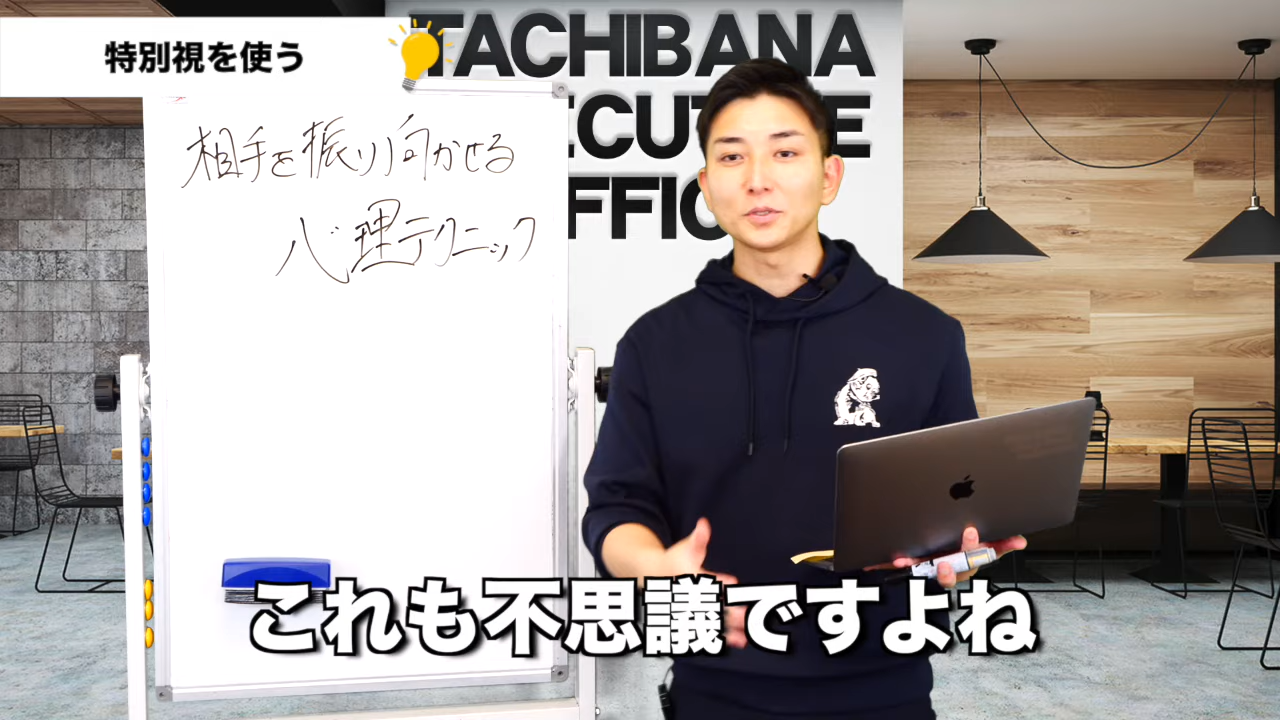 特別視を使う
TACHIBANA
ECUT E
FFIC
相手を振り向かせる
心理テクニック
これも不思議ですよね